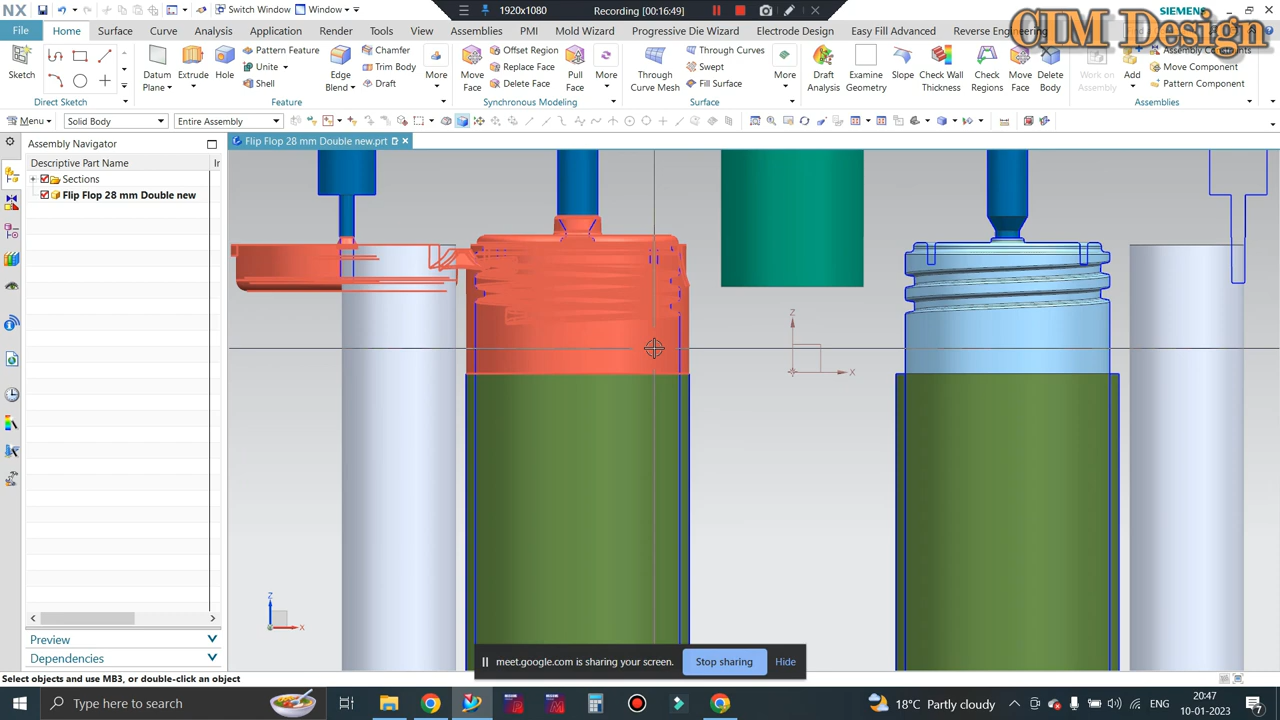 NX
Switch Window
Window
1920x1080
Recording [00:16:49]
SIEMENS
CIM Design
File
Home
Surface
Curve
Analysis
Assembly
Application
Render
Tools
View
Assemblies
PMI
Mold Wizard
Progressive Die Wizard
Electrode Design
Easy Fill Advanced
Reverse Engineering
Sketch
Direct Sketch
Datum Plane
Extrude
Hole
Pattern Feature
Unite
Shell
Edge Blend
Chamfer
Trim Body
Draft
More
Feature
Move Face
Offset Region
Replace Face
Delete Face
Pull Face
More
Synchronous Modeling
Through Curve Mesh
Through Curves
Swept
Fill Surface
More
Surface
Draft Analysis
Examine Geometry
Slope
Check Wall Thickness
Check Regions
Move Face
Delete Body
Work on Assembly
Add
Assembly Constraints
Move Component
Pattern Component
Assemblies
Menu
Solid Body
Entire Assembly
Assembly Navigator
Flip Flop 28 mm Double new.prt
Descriptive Part Name
Sections
Flip Flop 28 mm Double new
Z
X
Z
X
Preview
Dependencies
meet.google.com is sharing your screen.
Stop sharing
Hide
Select objects and use MB3, or double-click an object
Type here to search
18°C Partly cloudy
ENG
20:47
10-01-2023
7